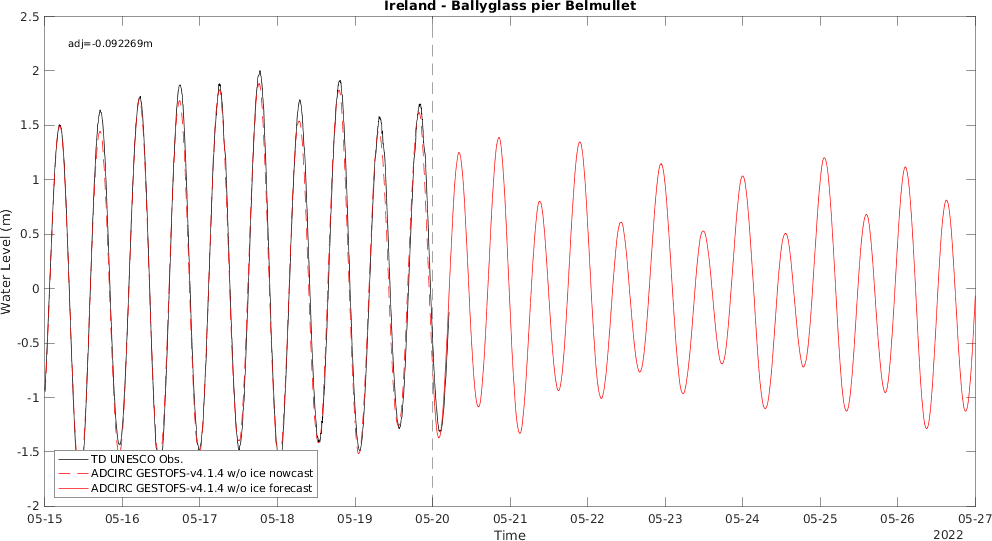 Ireland - Ballyglass pier Belmullet
adj=-0.092269m
2.5
2
1.5
1
0.5
0
-0.5
-1
-1.5
-2
Water Level (m)
TD UNESCO Obs.
ADCIRC GESTOFS-v4.1.4 w/o ice nowcast
ADCIRC GESTOFS-v4.1.4 w/o ice forecast
05-15 05-16 05-17 05-18 05-19 05-20 05-21 05-22 05-23 05-24 05-25 05-26 05-27
Time
2022